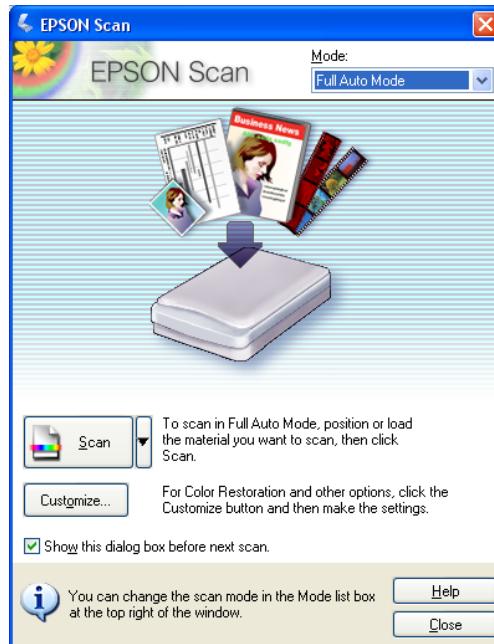 EPSON Scan
EPSON Scan
Mode:
Full Auto Mode
Business News
Scan
To scan in Full Auto Mode, position or load
the material you want to scan, then click
Scan.
Customize...
For Color Restoration and other options, click the
Customize button and then make the settings.
Show this dialog box before next scan.
You can change the scan mode in the Mode list box
at the top right of the window.
Help
Close